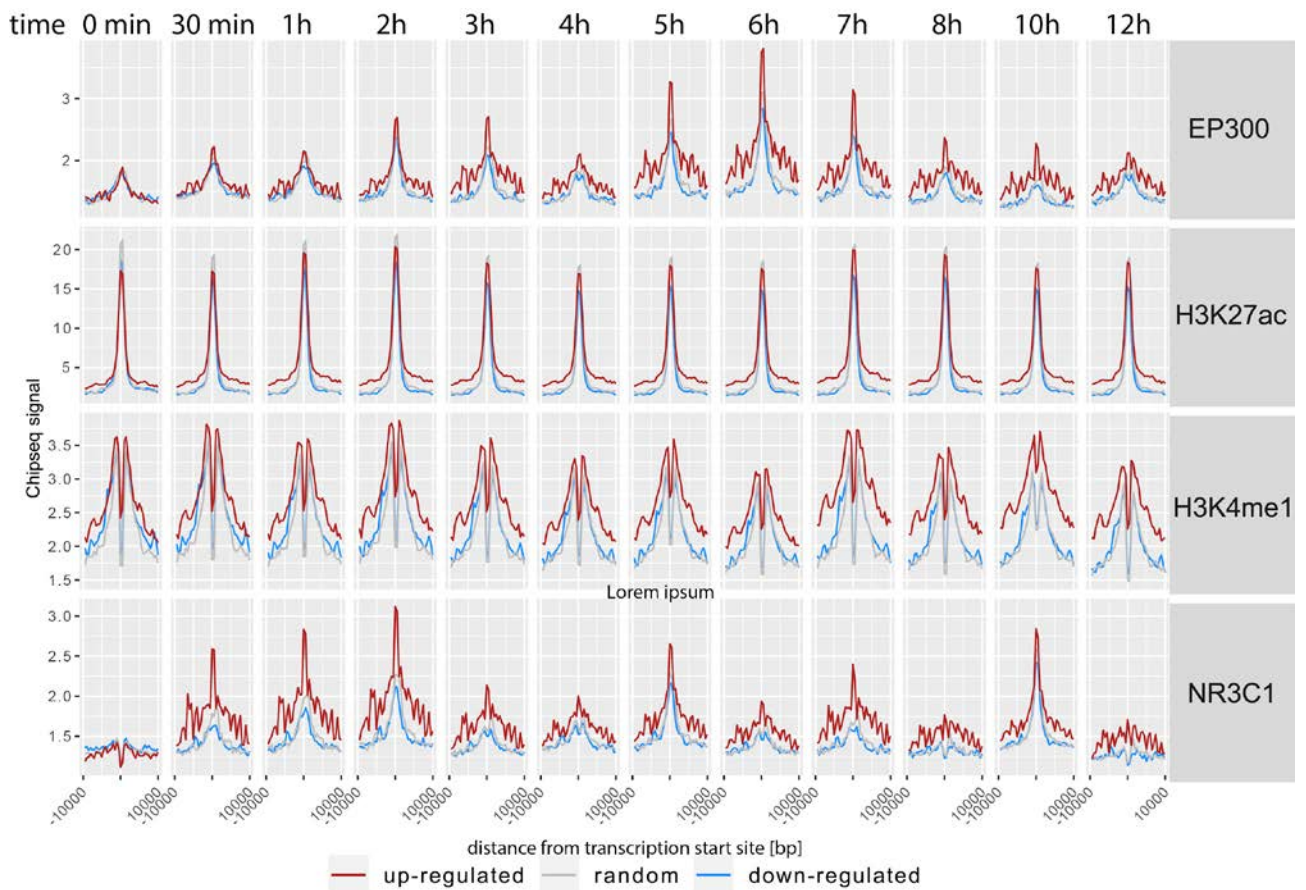 time 0 min 30 min 1h 2h 3h 4h 5h 6h 7h 8h 10h 12h
3
2
EP300
20
15
10
5
H3K27ac
Chipseq signal
3.5
3.0
2.5
2.0
1.5
H3K4me1
Lorem ipsum
3.0
2.5
2.0
1.5
NR3C1
-10000 10000 -10000 10000 -10000 10000 -10000 10000 -10000 10000 -10000 10000 -10000 10000 -10000 10000 -10000 10000 -10000 10000 -10000 10000 -10000 10000
distance from transcription start site [bp]
up-regulated random down-regulated